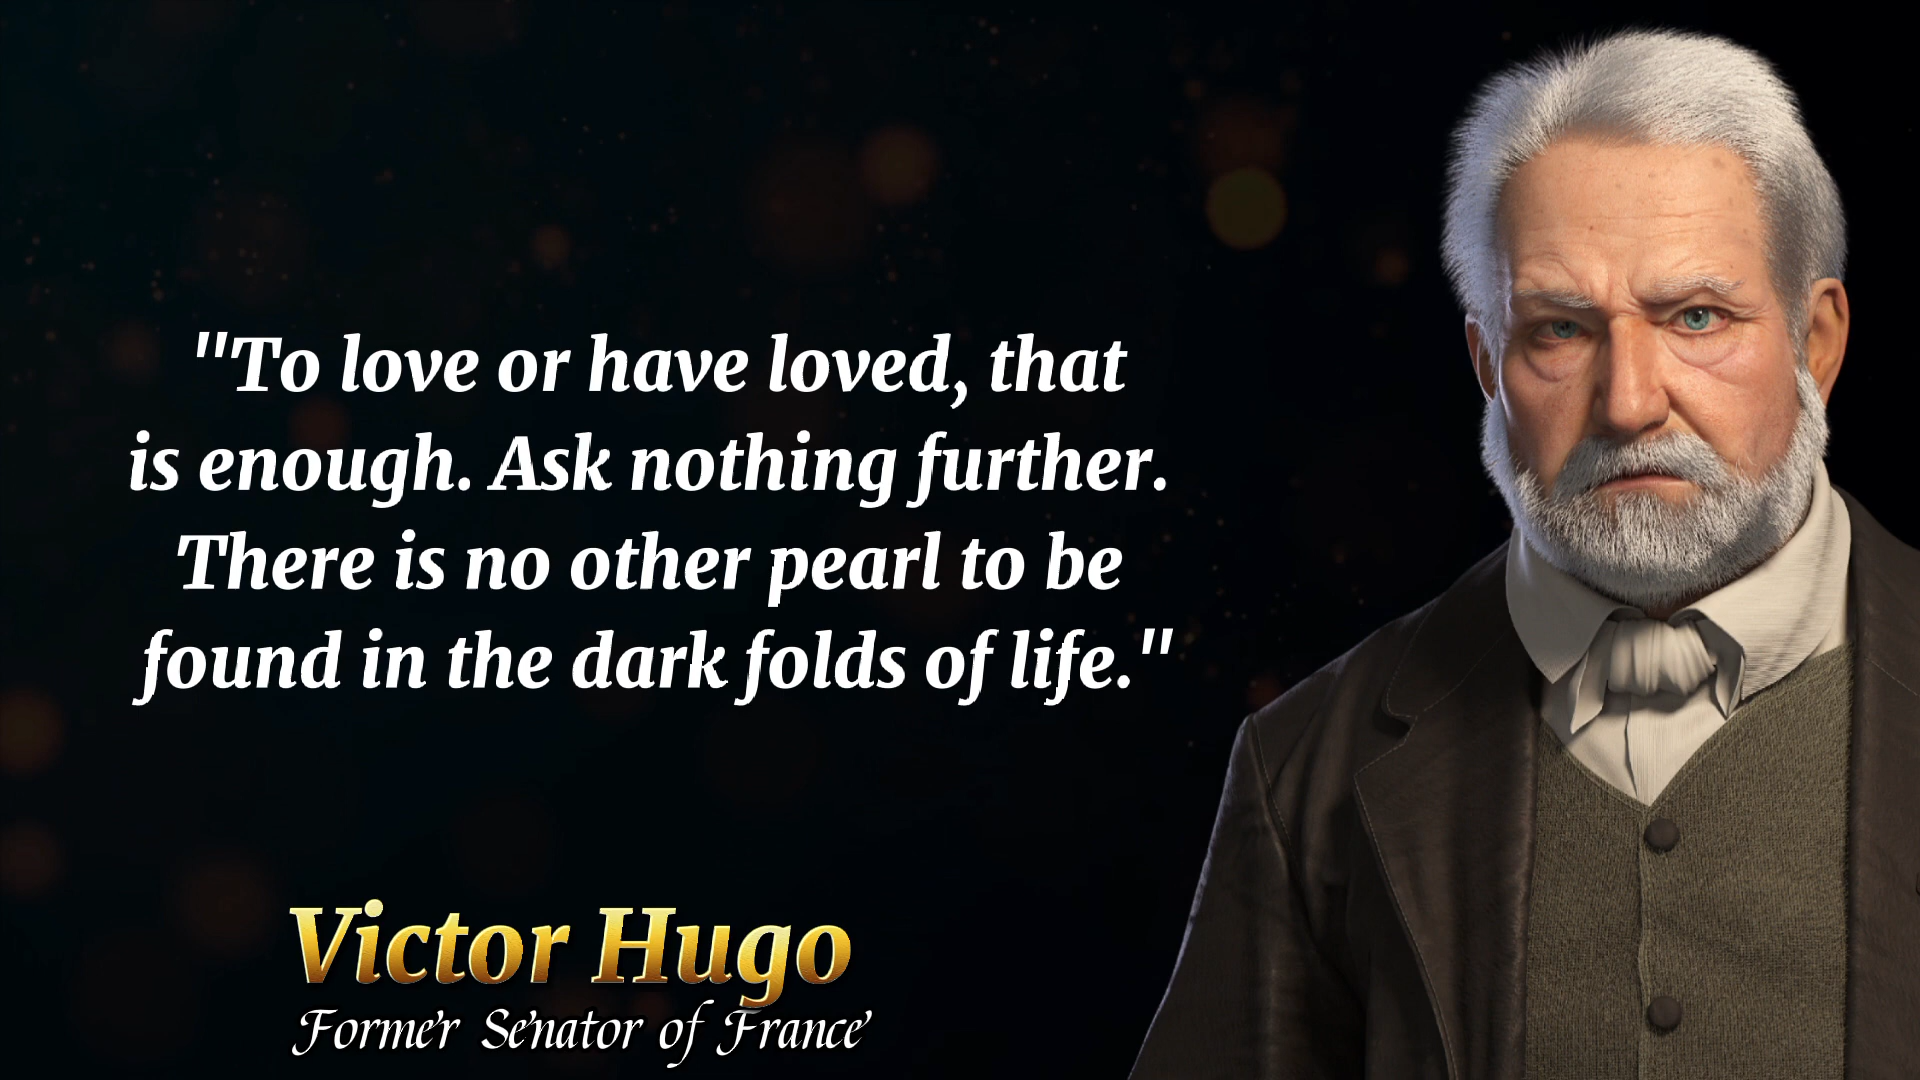 "To love or have loved, that
is enough. Ask nothing further.
There is no other pearl to be
found in the dark folds of life."
Victor Hugo
Former Senator of France